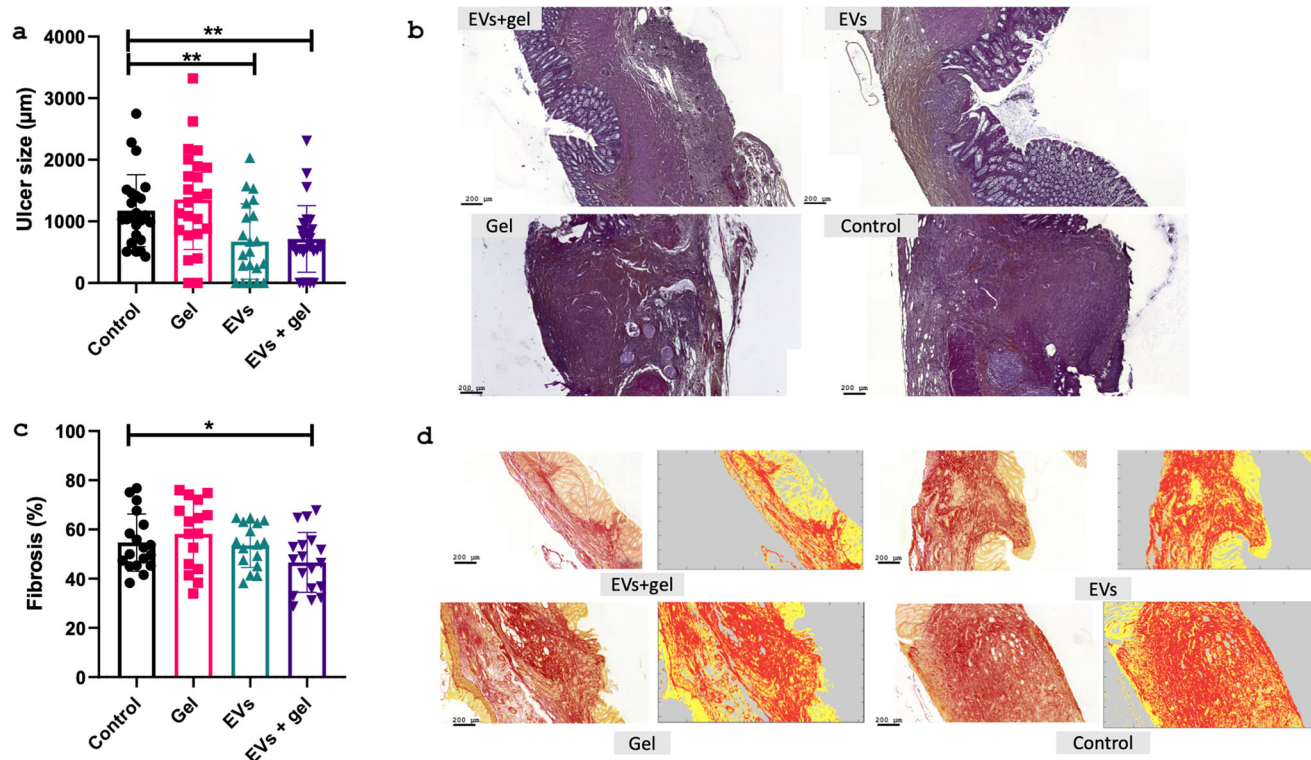 a
**
**
4000
3000
2000
1000
0
Ulcer size (µm)
Control
Gel
EVs
EVs + gel
b
EVs+gel
200 µm
EVs
200 µm
Gel
200 µm
Control
200 µm
c
*
100
80
60
40
20
0
Fibrosis (%)
Control
Gel
EVs
EVs + gel
d
200 µm
EVs+gel
200 µm
EVs
200 µm
Gel
200 µm
Control